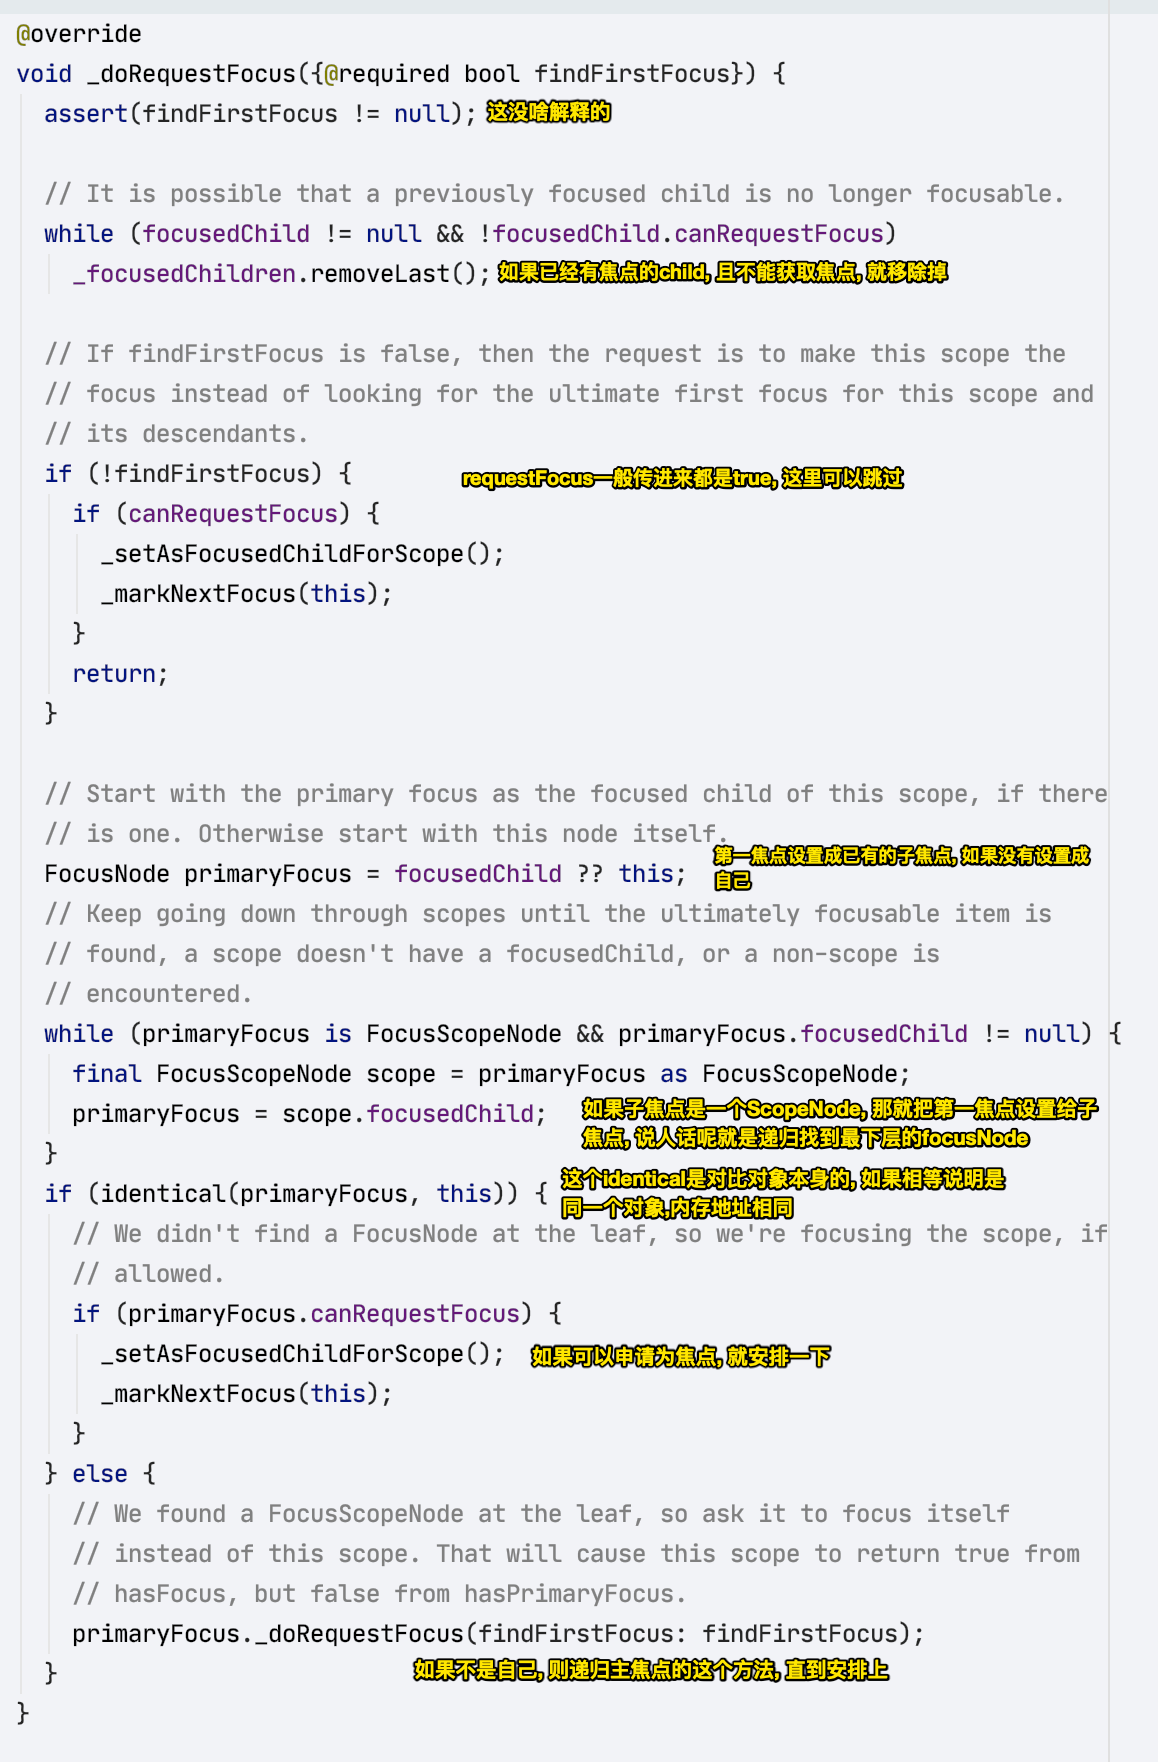 @override
void _doRequestFocus({@required bool findFirstFocus}) {
assert(findFirstFocus != null); 这没啥解释的
// It is possible that a previously focused child is no longer focusable.
while (focusedChild != null && !focusedChild.canRequestFocus)
_focusedChildren.removeLast(); 如果已经有焦点的child, 且不能获取焦点, 就移除掉
// If findFirstFocus is false, then the request is to make this scope the
// focus instead of looking for the ultimate first focus for this scope and
// its descendants.
if (!findFirstFocus) { requestFocus一般传进来都是true, 这里可以跳过
if (canRequestFocus) {
_setAsFocusedChildForScope();
_markNextFocus(this);
}
return;
}
// Start with the primary focus as the focused child of this scope, if there
// is one. Otherwise start with this node itself.
第一焦点设置成已有的子焦点, 如果没有设置成
FocusNode primaryFocus = focusedChild ?? this; 自己
// Keep going down through scopes until the ultimately focusable item is
// found, a scope doesn't have a focusedChild, or a non-scope is
// encountered.
while (primaryFocus is FocusScopeNode && primaryFocus.focusedChild != null) {
final FocusScopeNode scope = primaryFocus as FocusScopeNode;
primaryFocus = scope.focusedChild; 如果子焦点是一个ScopeNode, 那就把第一焦点设置给子
焦点, 说人话呢就是递归找到最下层的focusNode
}
这个identical是对比对象本身的, 如果相等说明是
if (identical(primaryFocus, this)) { 同一个对象,内存地址相同
// We didn't find a FocusNode at the leaf, so we're focusing the scope, if
// allowed.
if (primaryFocus.canRequestFocus) {
_setAsFocusedChildForScope(); 如果可以申请为焦点, 就安排一下
_markNextFocus(this);
}
} else {
// We found a FocusScopeNode at the leaf, so ask it to focus itself
// instead of this scope. That will cause this scope to return true from
// hasFocus, but false from hasPrimaryFocus.
primaryFocus._doRequestFocus(findFirstFocus: findFirstFocus);
} 如果不是自己, 则递归主焦点的这个方法, 直到安排上
}